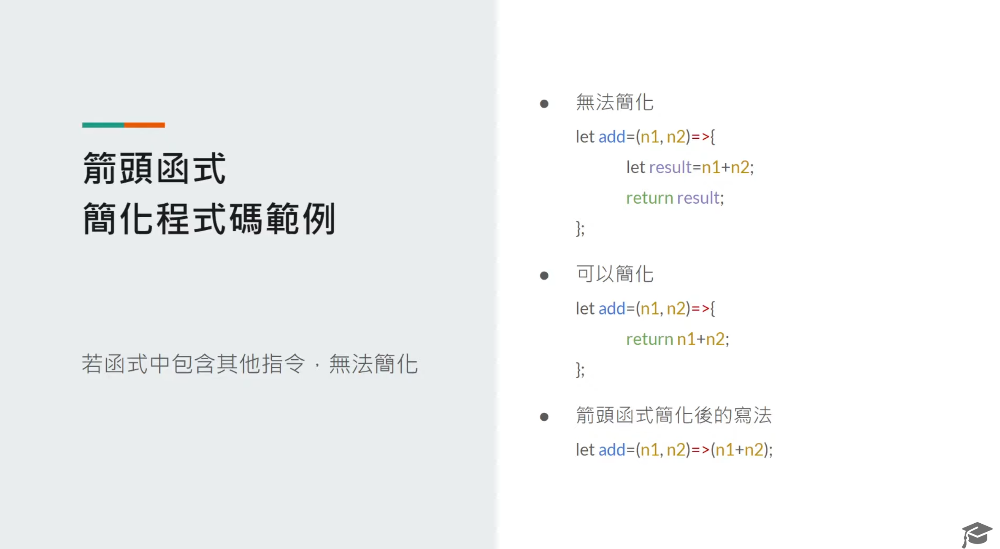 箭頭函式
簡化程式碼範例
若函式中包含其他指令，無法簡化
● 無法簡化
let add=(n1, n2)=>{
let result=n1+n2;
return result;
};
● 可以簡化
let add=(n1, n2)=>{
return n1+n2;
};
● 箭頭函式簡化後的寫法
let add=(n1, n2)=>(n1+n2);